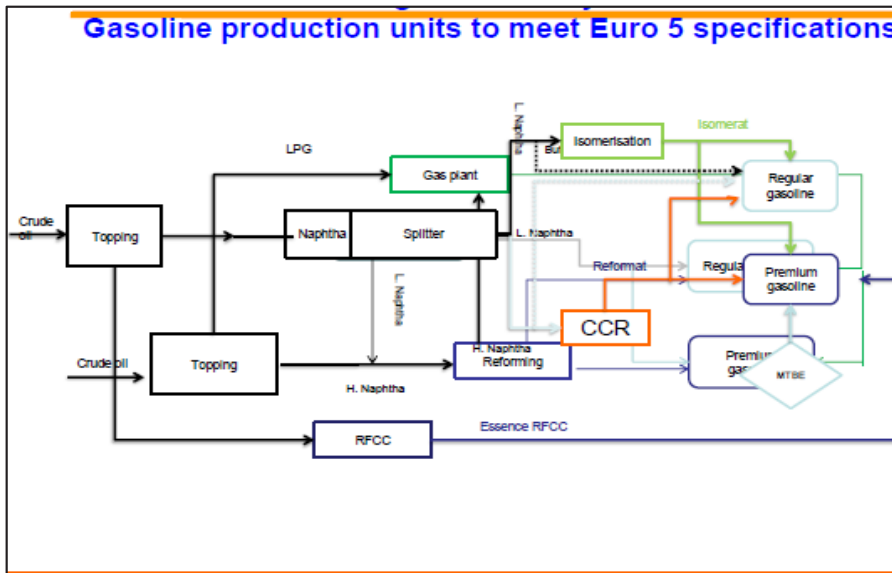 Gasoline production units to meet Euro 5 specifications
L. Naphtha
Isomerat
Isomerisation
LPG
Gas plant
Regular
gasoline
Crude
oil
Topping
Naphtha
Splitter
L. Naphtha
L. Naphtha
Reformat
Premium
gasoline
CCR
Crude oil
Topping
H. Naphtha
Reforming
H. Naphtha
MTBE
RFCC
Essence RFCC